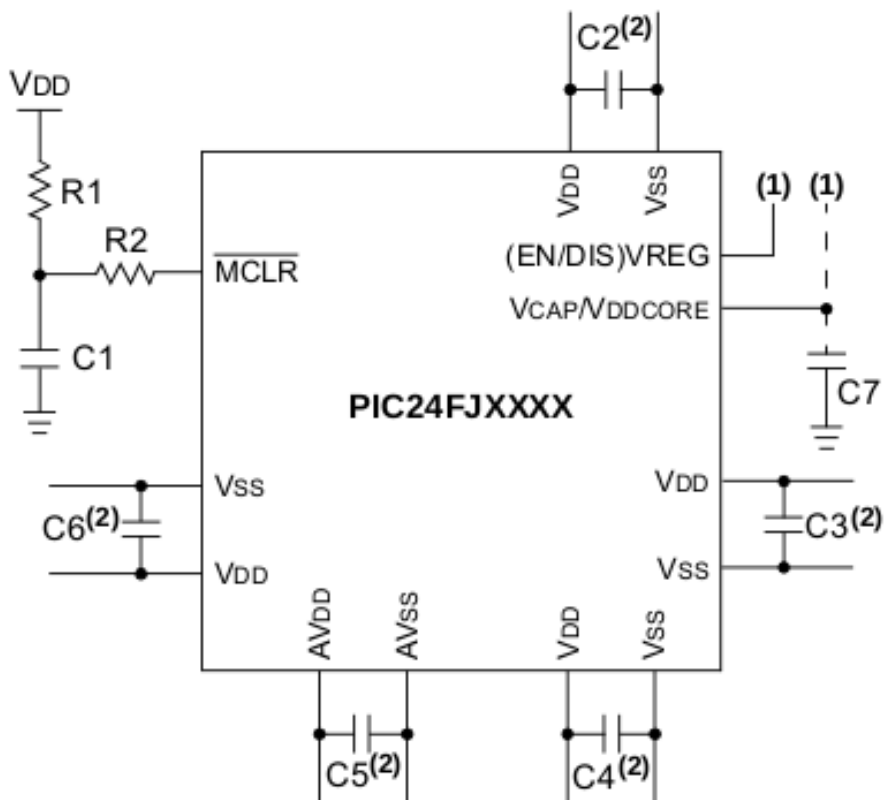 C2(2)
VDD
R1
R2
MCLR
C1
VDD
VSS
(1) (1)
(EN/DIS)VREG
VCAP/VDDCORE
C7
PIC24FJXXXX
VSS
C6(2)
VDD
VDD
C3(2)
VSS
AVDD
AVSS
VDD
VSS
C5(2)
C4(2)